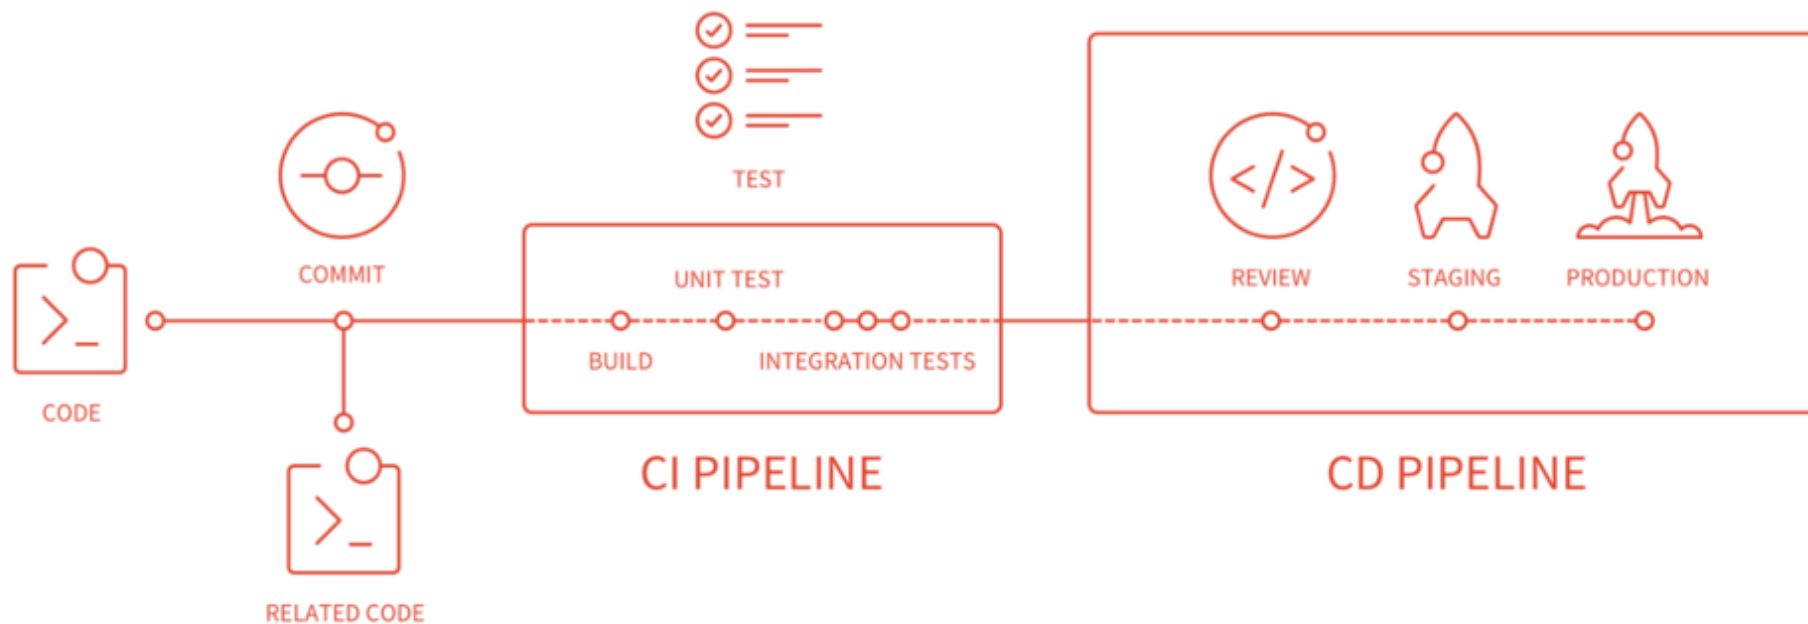 TEST
COMMIT
CODE
RELATED CODE
UNIT TEST
BUILD
INTEGRATION TESTS
CI PIPELINE
REVIEW
STAGING
PRODUCTION
CD PIPELINE